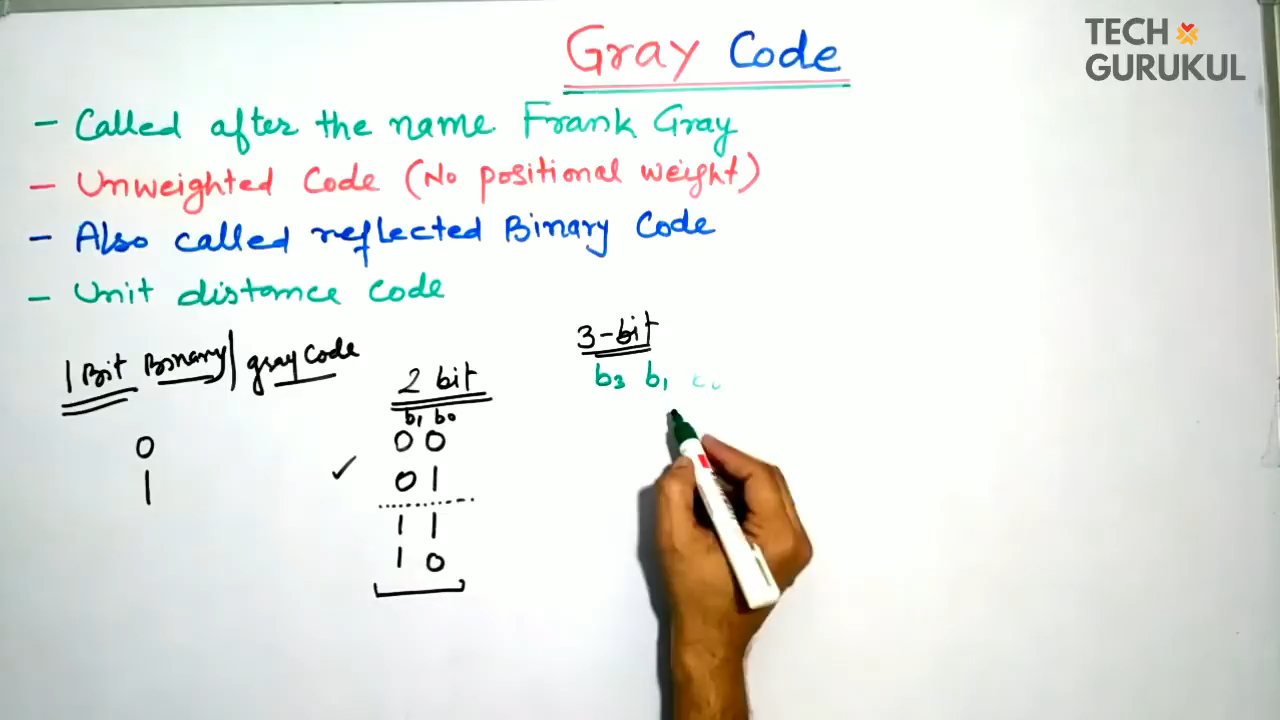 Gray Code
TECH
GURUKUL
- Called after the name Frank Gray
- Unweighted Code (No positional weight)
- Also called reflected Binary Code
- Unit distance code
1 Bit Binary/gray Code
0
1
2 bit
b1 b0
0 0
0 1
1 1
1 0
3-bit
b3 b1